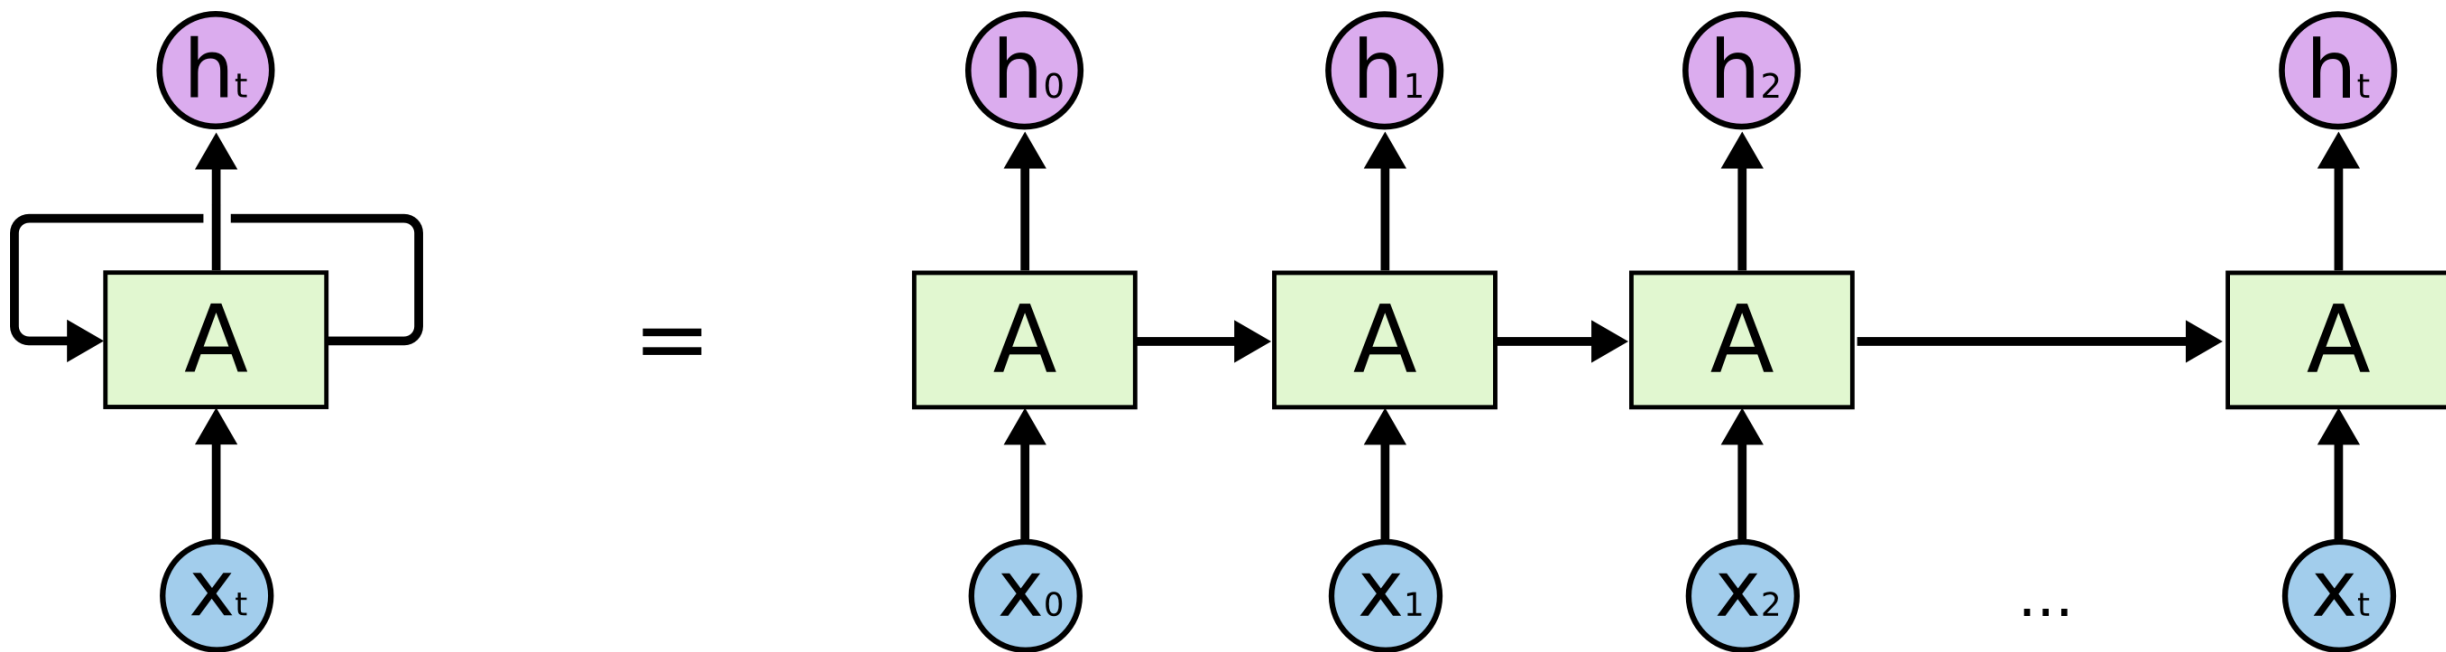 ht h0 h1 h2 ht
A = A A A A
xt x0 x1 x2 ... xt